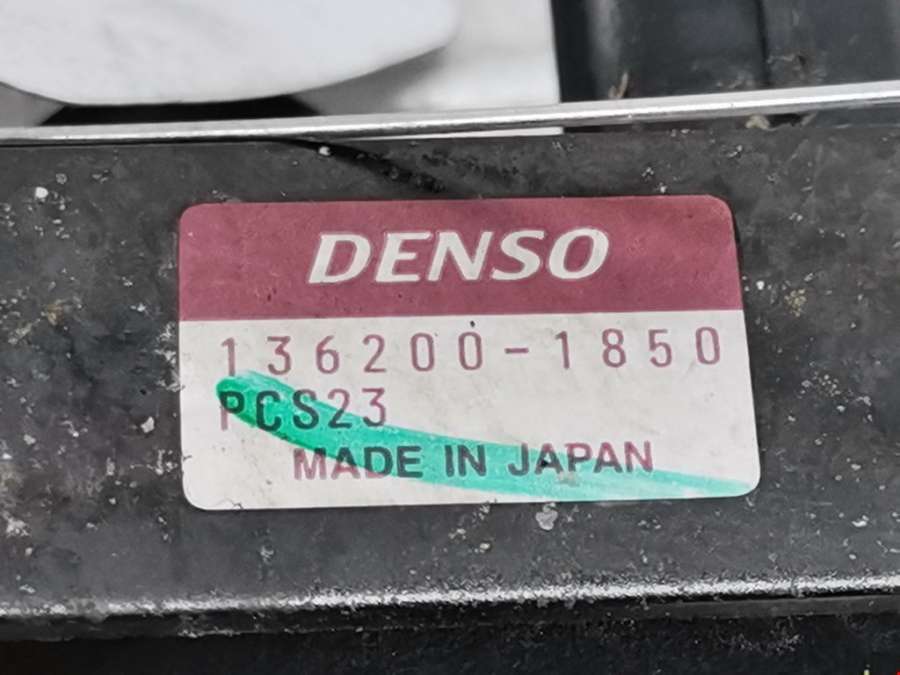 DENSO
136200-1850
PCS23
MADE IN JAPAN